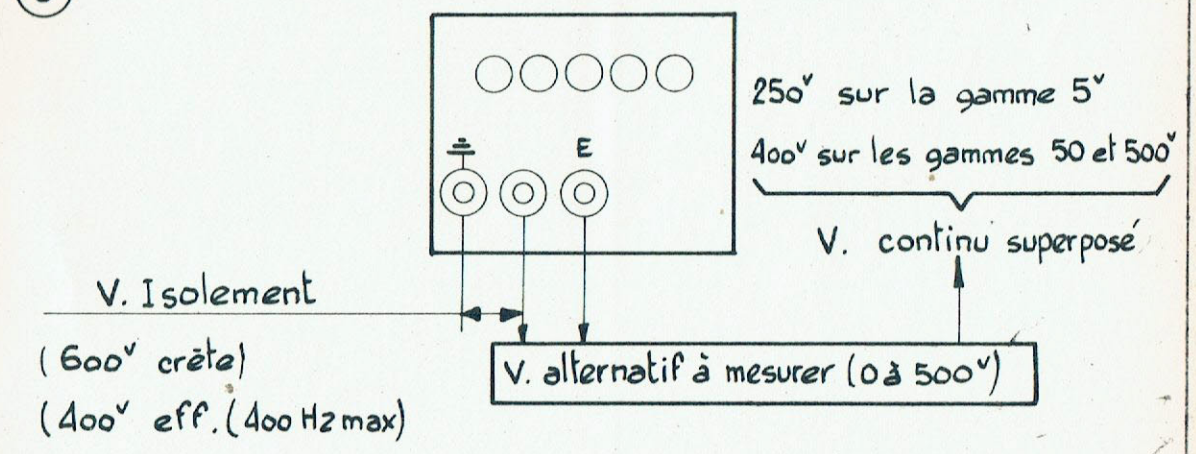 E
250v sur la gamme 5v
400v sur les gammes 50 et 500v
V. continu superposé
V. Isolement
(600v crête)
(400v eff. (400 Hz max)
V. alternatif à mesurer (0 à 500v)